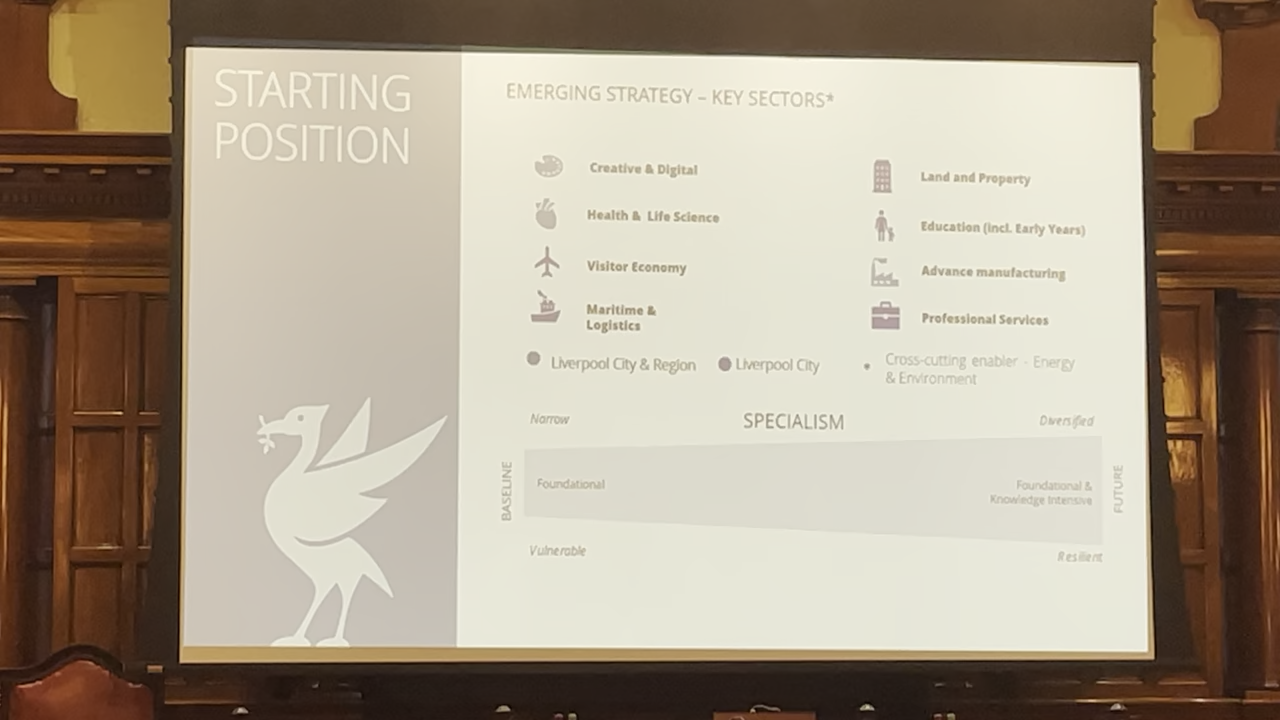 STARTING
POSITION
EMERGING STRATEGY – KEY SECTORS*
Creative & Digital
Health & Life Science
Visitor Economy
Maritime &
Logistics
Land and Property
Education (incl. Early Years)
Advance manufacturing
Professional Services
Liverpool City & Region
Liverpool City
Cross-cutting enabler - Energy
& Environment
Narrow
SPECIALISM
Diversified
BASELINE
Foundational
Foundational &
Knowledge Intensive
FUTURE
Vulnerable
Resilient